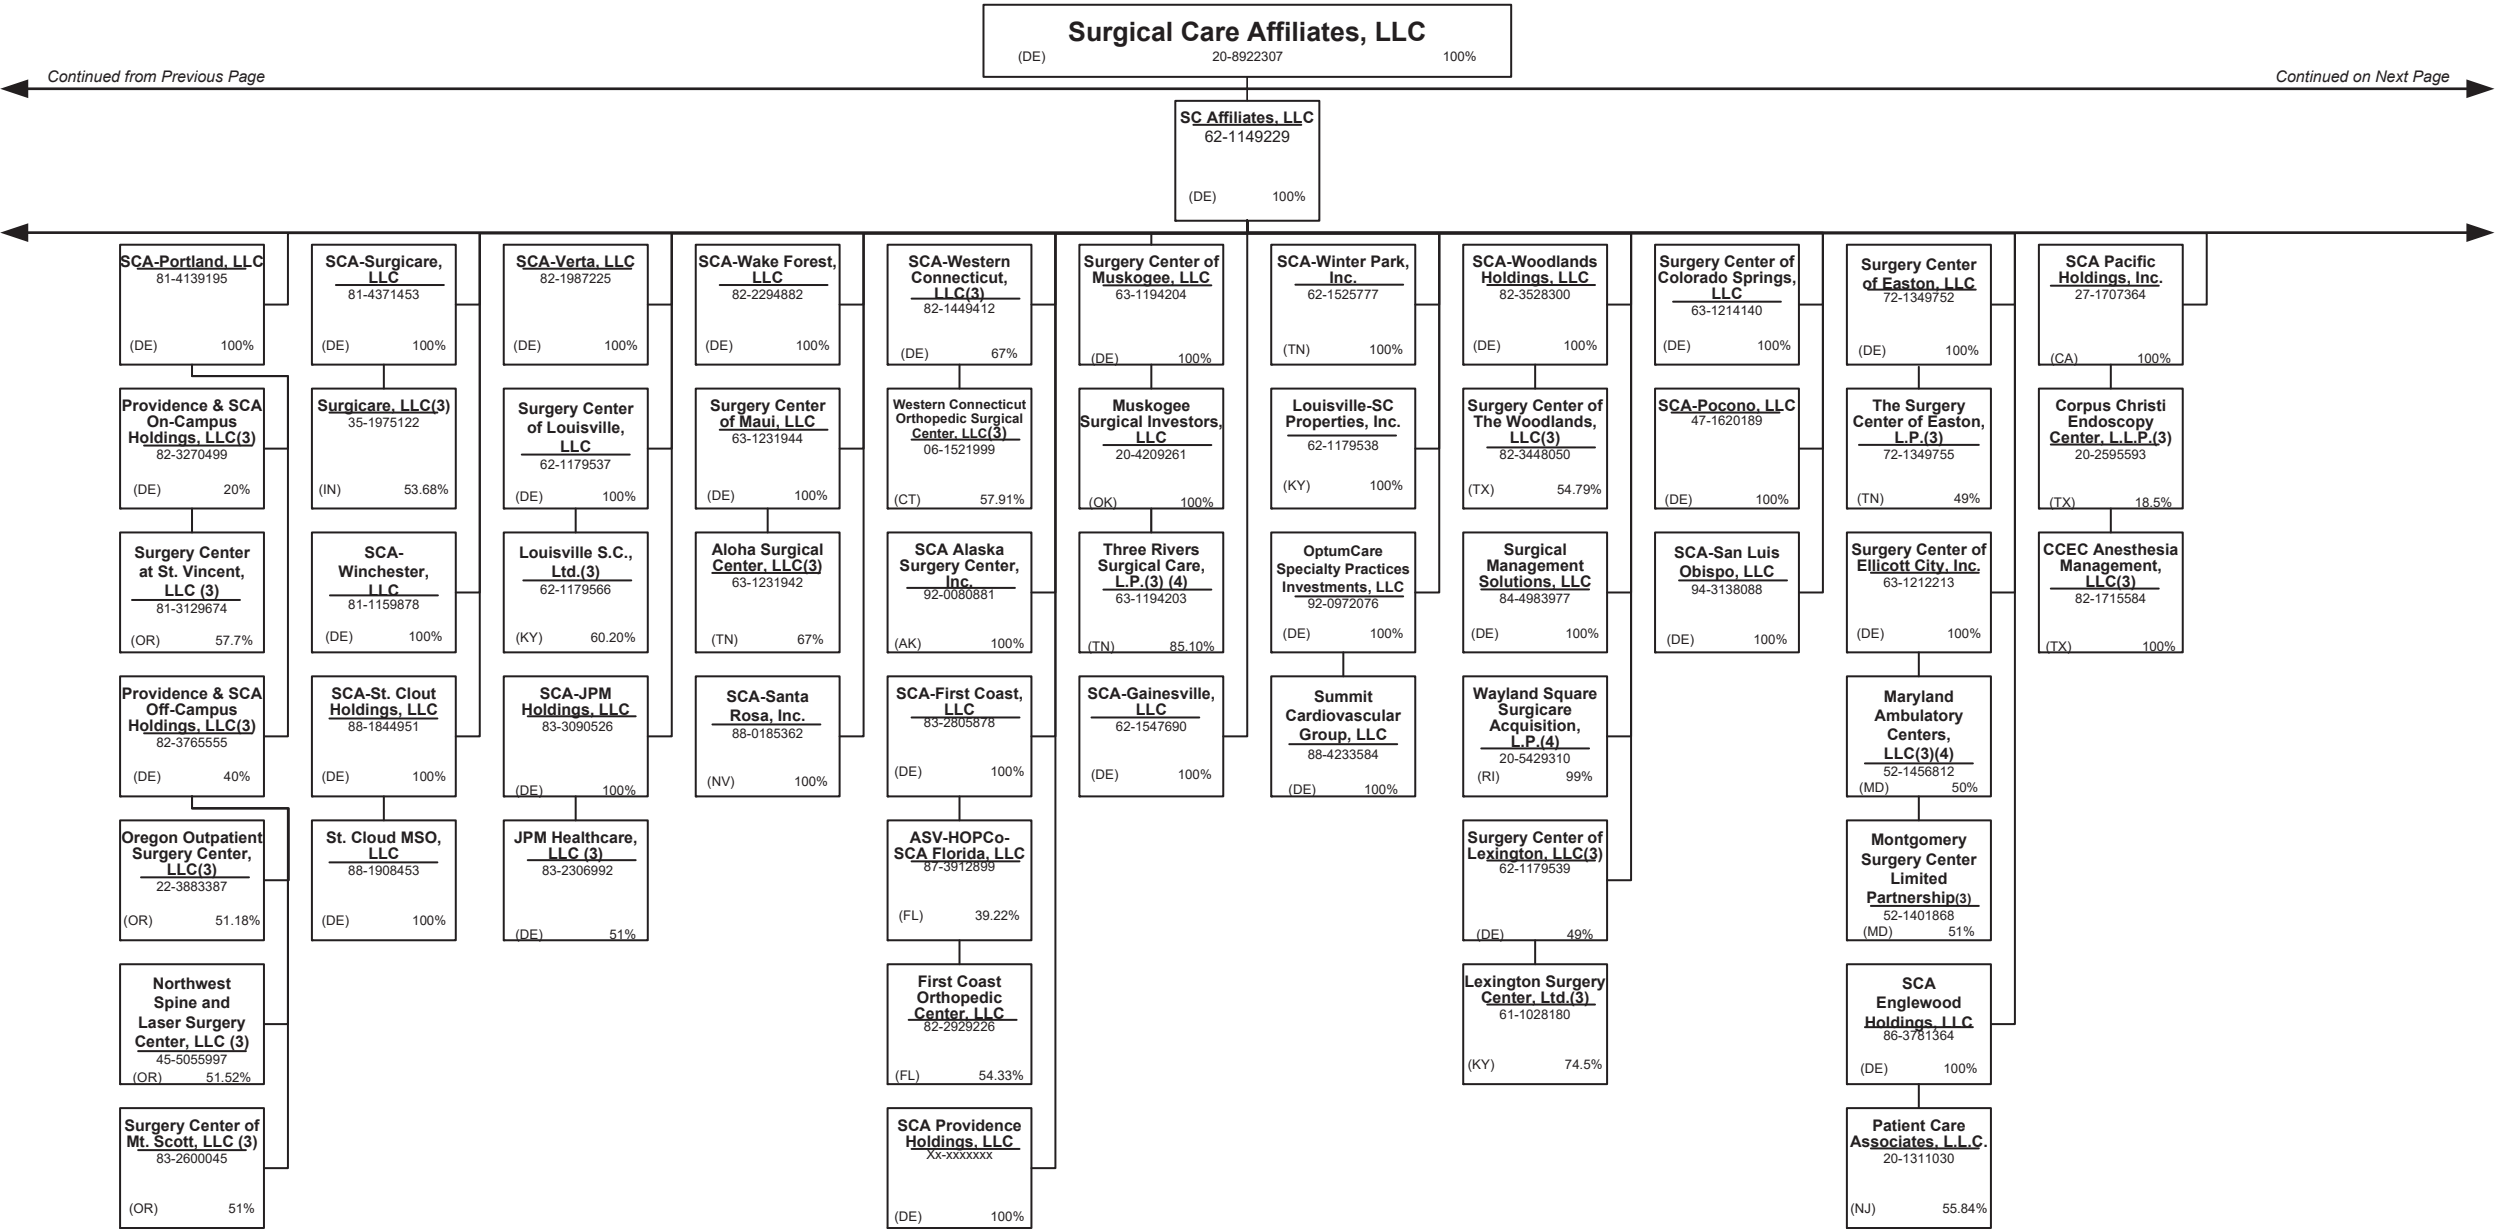 Surgical Care Affiliates, LLC
(DE) 20-8922307 100%
Continued from Previous Page
Continued on Next Page
SC Affiliates, LLC
62-1149229
(DE) 100%
SCA-Portland, LLC
81-4139195
(DE) 100%
Providence & SCA
On-Campus
Holdings, LLC(3)
82-3270499
(DE) 20%
Surgery Center
at St. Vincent,
LLC (3)
81-3129674
(OR) 57.7%
Providence & SCA
Off-Campus
Holdings, LLC(3)
82-3765555
(DE) 40%
Oregon Outpatient
Surgery Center,
LLC(3)
22-3883387
(OR) 51.18%
Northwest
Spine and
Laser Surgery
Center, LLC (3)
45-5055997
(OR) 51.52%
Surgery Center of
Mt. Scott, LLC (3)
83-2600045
(OR) 51%
SCA-Surgicare,
LLC
81-4371453
(DE) 100%
Surgicare, LLC(3)
35-1975122
(IN) 53.68%
SCA-
Winchester,
LLC
81-1159878
(DE) 100%
SCA-St. Clout
Holdings, LLC
88-1844951
(DE) 100%
St. Cloud MSO,
LLC
88-1908453
(DE) 100%
SCA-Verta, LLC
82-1987225
(DE) 100%
Surgery Center
of Louisville,
LLC
62-1179537
(DE) 100%
Louisville S.C.,
Ltd.(3)
62-1179566
(KY) 60.20%
SCA-JPM
Holdings, LLC
83-3090526
(DE) 100%
JPM Healthcare,
LLC (3)
83-2306992
(DE) 51%
SCA-Wake Forest,
LLC
82-2294882
(DE) 100%
Surgery Center
of Maui, LLC
63-1231944
(DE) 100%
Aloha Surgical
Center, LLC(3)
63-1231942
(TN) 67%
SCA-Santa
Rosa, Inc.
88-0185362
(NV) 100%
SCA-Western
Connecticut,
LLC(3)
82-1449412
(DE) 67%
Western Connecticut
Orthopedic Surgical
Center, LLC(3)
06-1521999
(CT) 57.91%
SCA Alaska
Surgery Center,
Inc.
92-0080881
(AK) 100%
SCA-First Coast,
LLC
83-2805878
(DE) 100%
ASV-HOPCo-
SCA Florida, LLC
87-3912899
(FL) 39.22%
First Coast
Orthopedic
Center, LLC
82-2929226
(FL) 54.33%
SCA Providence
Holdings, LLC
Xx-xxxxxxx
(DE) 100%
Surgery Center of
Muskogee, LLC
63-1194204
(DE) 100%
Muskogee
Surgical Investors,
LLC
20-4209261
(OK) 100%
Three Rivers
Surgical Care,
L.P.(3) (4)
63-1194203
(TN) 85.10%
SCA-Gainesville,
LLC
62-1547690
(DE) 100%
SCA-Winter Park,
Inc.
62-1525777
(TN) 100%
Louisville-SC
Properties, Inc.
62-1179538
(KY) 100%
OptumCare
Specialty Practices
Investments, LLC
92-0972076
(DE) 100%
Summit
Cardiovascular
Group, LLC
88-4233584
(DE) 100%
SCA-Woodlands
Holdings, LLC
82-3528300
(DE) 100%
Surgery Center of
The Woodlands,
LLC(3)
82-3448050
(TX) 54.79%
Surgical
Management
Solutions, LLC
84-4983977
(DE) 100%
Wayland Square
Surgicare
Acquisition,
L.P.(4)
20-5429310
(RI) 99%
Surgery Center of
Lexington, LLC(3)
62-1179539
(DE) 49%
Lexington Surgery
Center, Ltd.(3)
61-1028180
(KY) 74.5%
Surgery Center of
Colorado Springs,
LLC
63-1214140
(DE) 100%
SCA-Pocono, LLC
47-1620189
(DE) 100%
SCA-San Luis
Obispo, LLC
94-3138088
(DE) 100%
Surgery Center
of Easton, LLC
72-1349752
(DE) 100%
The Surgery
Center of Easton,
L.P.(3)
72-1349755
(TN) 49%
Surgery Center of
Ellicott City, Inc.
63-1212213
(DE) 100%
Maryland
Ambulatory
Centers,
LLC(3)(4)
52-1456812
(MD) 50%
Montgomery
Surgery Center
Limited
Partnership(3)
52-1401868
(MD) 51%
SCA
Englewood
Holdings, LLC
86-3781364
(DE) 100%
Patient Care
Associates, L.L.C.
20-1311030
(NJ) 55.84%
SCA Pacific
Holdings, Inc.
27-1707364
(CA) 100%
Corpus Christi
Endoscopy
Center, L.L.P.(3)
20-2595593
(TX) 18.5%
CCEC Anesthesia
Management,
LLC(3)
82-1715584
(TX) 100%